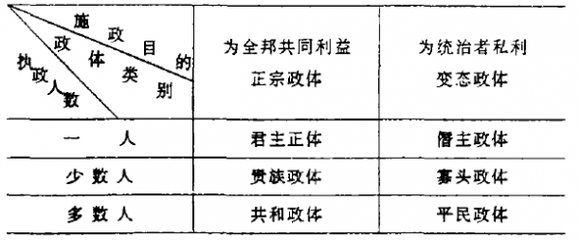 施政目的
政体类别
执政人数
为全邦共同利益
正宗政体
为统治者私利
变态政体
一 人 君主正体 僭主政体
少数人 贵族政体 寡头政体
多数人 共和政体 平民政体